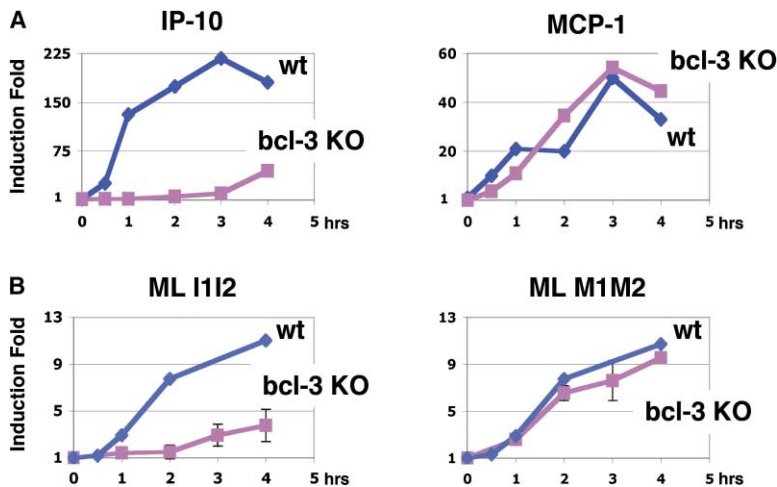 A
IP-10
MCP-1
Induction Fold
225
150
75
1
wt
bcl-3 KO
0 1 2 3 4 5 hrs
60
40
20
1
bcl-3 KO
wt
0 1 2 3 4 5 hrs
B
ML I1I2
ML M1M2
Induction Fold
13
9
5
1
wt
bcl-3 KO
0 1 2 3 4 5 hrs
13
9
5
1
wt
bcl-3 KO
0 1 2 3 4 5 hrs